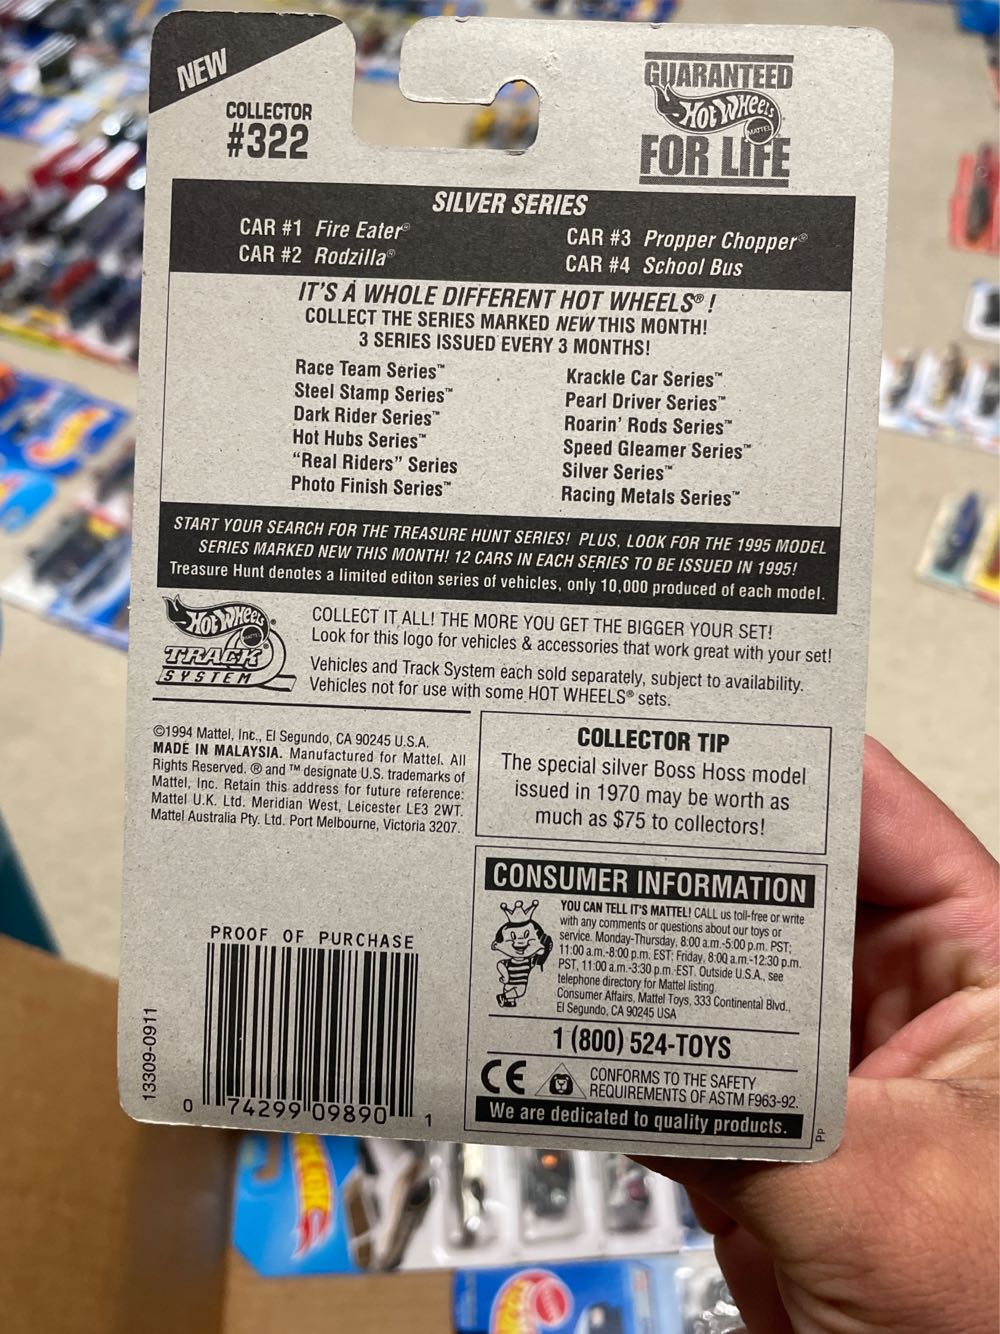 NEW
COLLECTOR
#322
GUARANTEED
HOT WHEELS
MATTEL
FOR LIFE
SILVER SERIES
CAR #1 Fire Eater®
CAR #2 Rodzilla®
CAR #3 Propper Chopper®
CAR #4 School Bus
IT'S A WHOLE DIFFERENT HOT WHEELS®!
COLLECT THE SERIES MARKED NEW THIS MONTH!
3 SERIES ISSUED EVERY 3 MONTHS!
Race Team Series™
Steel Stamp Series™
Dark Rider Series™
Hot Hubs Series™
"Real Riders" Series
Photo Finish Series™
Krackle Car Series™
Pearl Driver Series™
Roarin' Rods Series™
Speed Gleamer Series™
Silver Series™
Racing Metals Series™
START YOUR SEARCH FOR THE TREASURE HUNT SERIES! PLUS, LOOK FOR THE 1995 MODEL
SERIES MARKED NEW THIS MONTH! 12 CARS IN EACH SERIES TO BE ISSUED IN 1995!
Treasure Hunt denotes a limited editon series of vehicles, only 10,000 produced of each model.
HOT WHEELS
MATTEL
TRACK
SYSTEM
COLLECT IT ALL! THE MORE YOU GET THE BIGGER YOUR SET!
Look for this logo for vehicles & accessories that work great with your set!
Vehicles and Track System each sold separately, subject to availability.
Vehicles not for use with some HOT WHEELS® sets.
©1994 Mattel, Inc., El Segundo, CA 90245 U.S.A.
MADE IN MALAYSIA. Manufactured for Mattel. All
Rights Reserved. ® and ™ designate U.S. trademarks of
Mattel, Inc. Retain this address for future reference:
Mattel U.K. Ltd. Meridian West, Leicester LE3 2WT.
Mattel Australia Pty. Ltd. Port Melbourne, Victoria 3207.
COLLECTOR TIP
The special silver Boss Hoss model
issued in 1970 may be worth as
much as $75 to collectors!
CONSUMER INFORMATION
YOU CAN TELL IT'S MATTEL! CALL us toll-free or write
with any comments or questions about our toys or
service. Monday-Thursday, 8:00 a.m.-5:00 p.m. PST;
11:00 a.m.-8:00 p.m. EST; Friday, 8:00 a.m.-12:30 p.m.
PST, 11:00 a.m.-3:30 p.m. EST. Outside U.S.A., see
telephone directory for Mattel listing.
Consumer Affairs, Mattel Toys, 333 Continental Blvd.,
El Segundo, CA 90245 USA
1 (800) 524-TOYS
CE
CONFORMS TO THE SAFETY
REQUIREMENTS OF ASTM F963-92.
We are dedicated to quality products.
PROOF OF PURCHASE
0 74299 09890 1
13309-0911
Pp